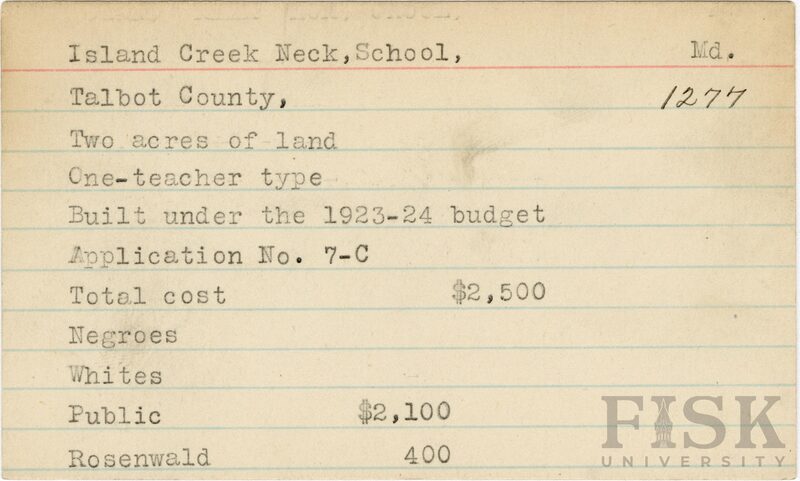 Island Creek Neck,School, Md.
Talbot County, 1277
Two acres of land
One-teacher type
Built under the 1923-24 budget
Application No. 7-C
Total cost $2,500
Negroes
Whites
Public $2,100
Rosenwald 400
FISK
UNIVERSITY